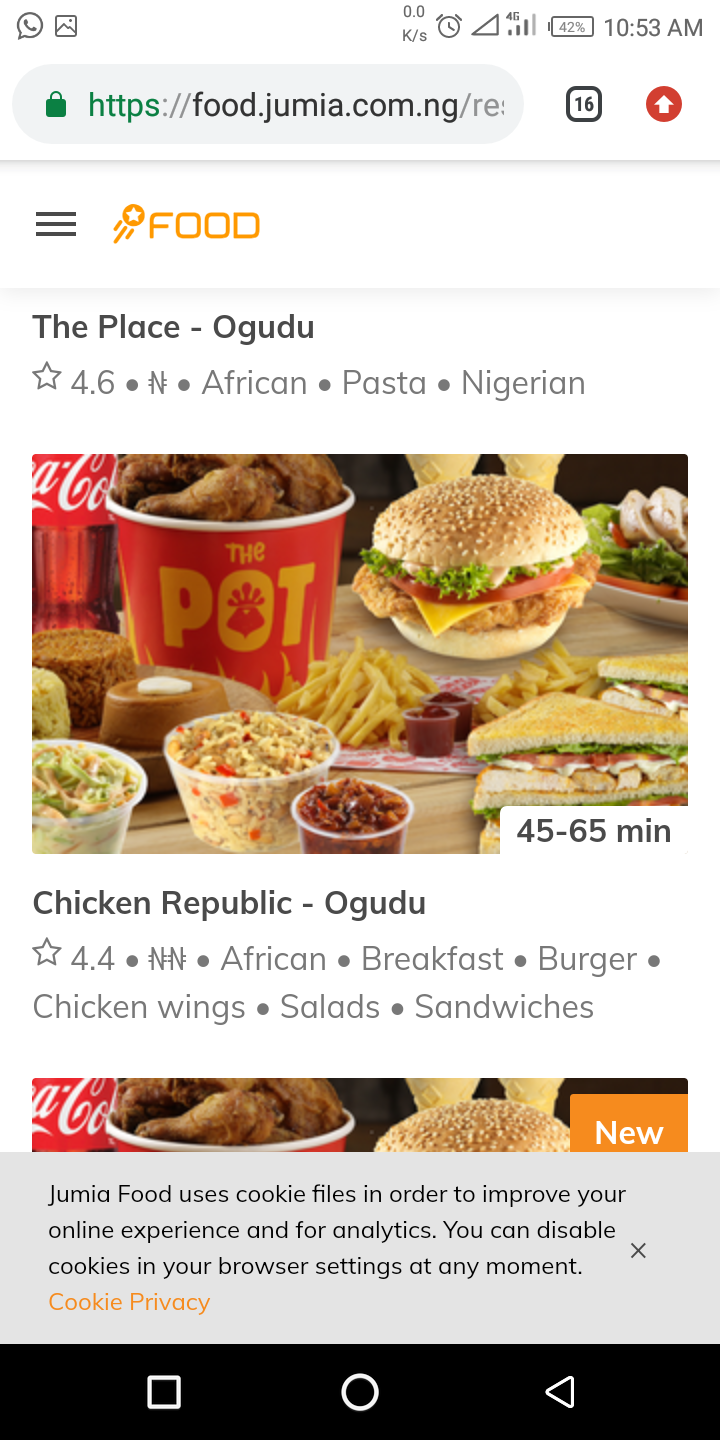 0.0
K/s
4G
42%
10:53 AM
https://food.jumia.com.ng/re
16
FOOD
The Place - Ogudu
4.6 • ₦ • African • Pasta • Nigerian
THE
POT
45-65 min
Chicken Republic - Ogudu
4.4 • ₦₦ • African • Breakfast • Burger •
Chicken wings • Salads • Sandwiches
New
Jumia Food uses cookie files in order to improve your
online experience and for analytics. You can disable
cookies in your browser settings at any moment.
Cookie Privacy